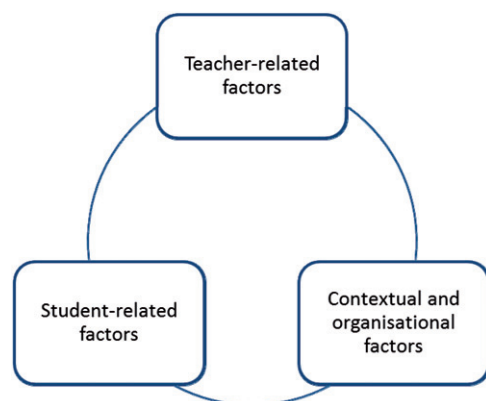 Teacher-related
factors
Student-related
factors
Contextual and
organisational
factors